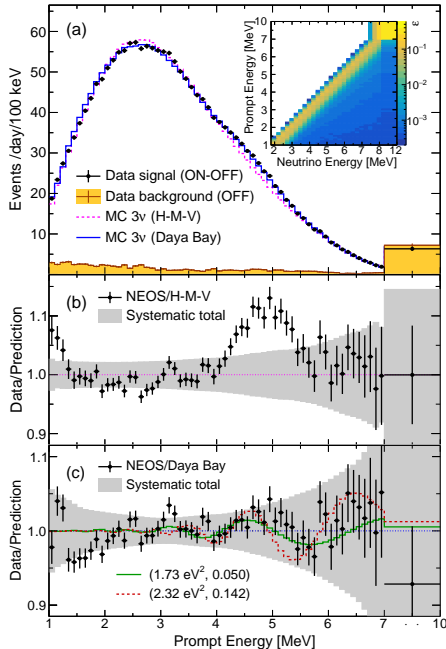 (a)
Events /day/100 keV
60
50
40
30
20
10
Data signal (ON-OFF)
Data background (OFF)
MC 3ν (H-M-V)
MC 3ν (Daya Bay)
Prompt Energy [MeV]
10
9
8
7
6
5
4
3
2
1
2 3 4 5 6 7 8 10 12
Neutrino Energy [MeV]
ε
1
10⁻¹
10⁻²
10⁻³
(b)
Data/Prediction
1.1
1.0
0.9
NEOS/H-M-V
Systematic total
(c)
Data/Prediction
1.1
1.0
0.9
NEOS/Daya Bay
Systematic total
(1.73 eV², 0.050)
(2.32 eV², 0.142)
1 2 3 4 5 6 7 10
Prompt Energy [MeV]